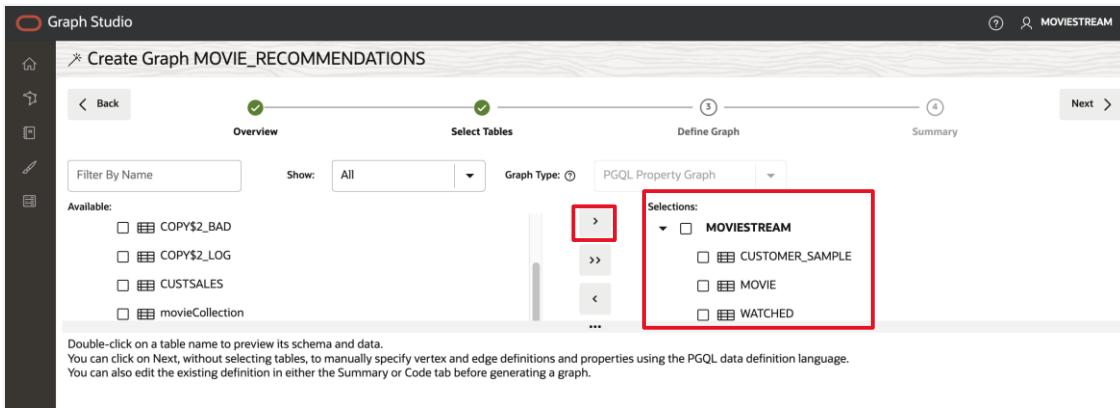 Graph Studio
MOVIESTREAM
Create Graph MOVIE_RECOMMENDATIONS
Back
3
4
Next
Overview
Select Tables
Define Graph
Summary
Filter By Name
Show:
All
Graph Type:
PGQL Property Graph
Available:
COPY$2_BAD
COPY$2_LOG
CUSTSALES
movieCollection
>
>>
<
Selections:
MOVIESTREAM
CUSTOMER_SAMPLE
MOVIE
WATCHED
Double-click on a table name to preview its schema and data.
You can click on Next, without selecting tables, to manually specify vertex and edge definitions and properties using the PGQL data definition language.
You can also edit the existing definition in either the Summary or Code tab before generating a graph.